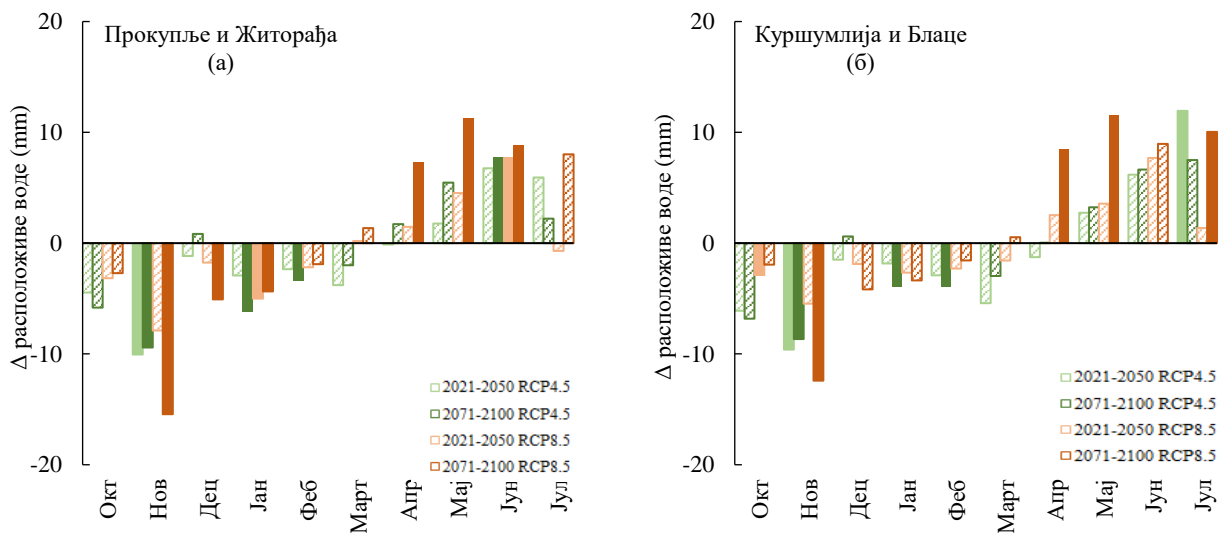 Прокупље и Житорађа
(а)
Δ расположиве воде (mm)
20
10
0
-10
-20
2021-2050 RCP4.5
2071-2100 RCP4.5
2021-2050 RCP8.5
2071-2100 RCP8.5
Окт
Нов
Дец
Јан
Феб
Март
Апр
Мај
Јун
Јул
Куршумлија и Блаце
(б)
Δ расположиве воде (mm)
20
10
0
-10
-20
2021-2050 RCP4.5
2071-2100 RCP4.5
2021-2050 RCP8.5
2071-2100 RCP8.5
Окт
Нов
Дец
Јан
Феб
Март
Апр
Мај
Јун
Јул